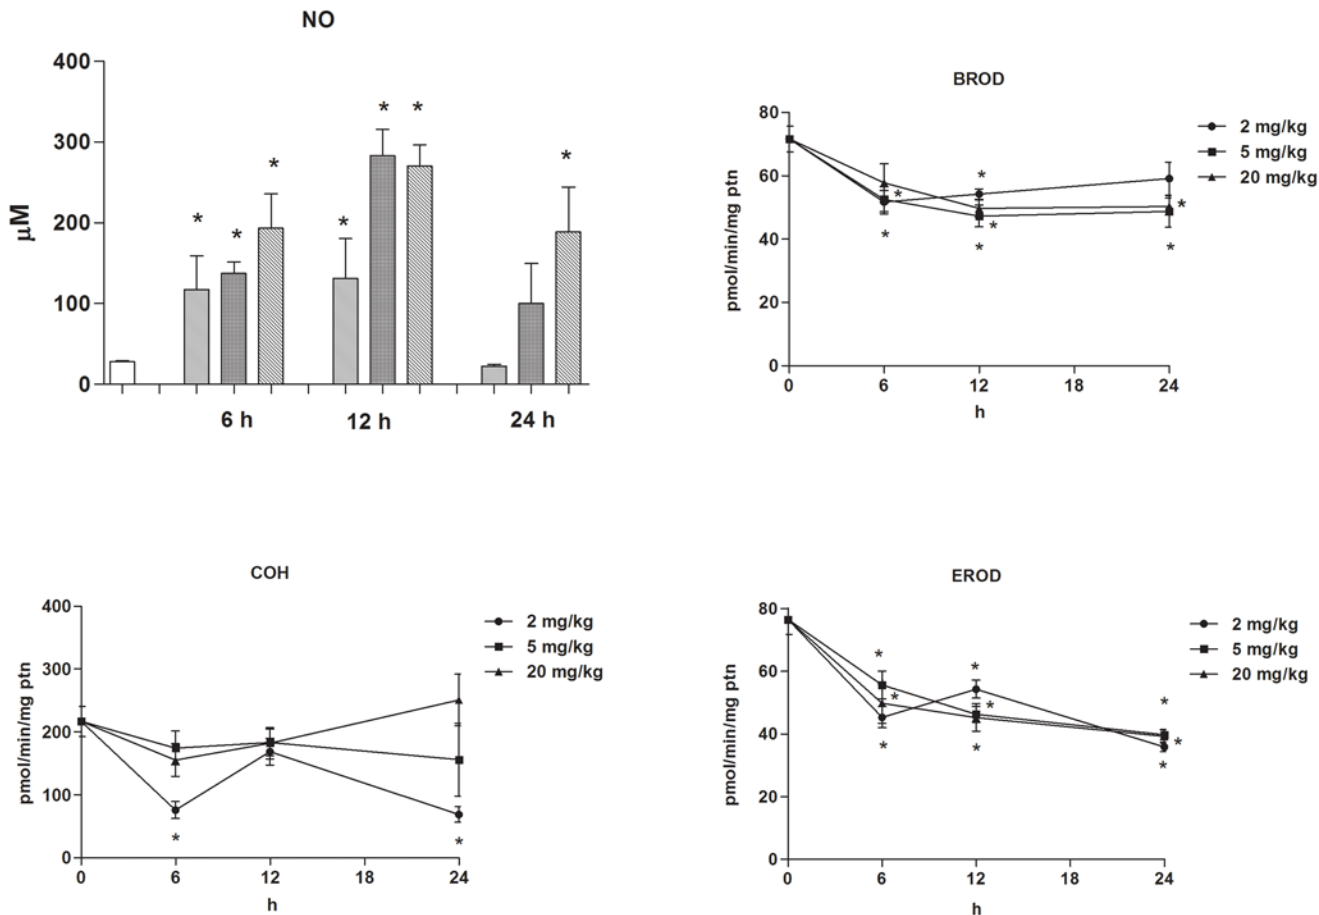 NO
400
300
200
100
0
μM
* * * * * * *
6 h 12 h 24 h
BROD
80
60
40
20
0
pmol/min/mg ptn
* * * * * * *
0 6 12 18 24
h
2 mg/kg
5 mg/kg
20 mg/kg
COH
400
300
200
100
0
pmol/min/mg ptn
* *
0 6 12 18 24
h
2 mg/kg
5 mg/kg
20 mg/kg
EROD
80
60
40
20
0
pmol/min/mg ptn
* * * * * * * * *
0 6 12 18 24
h
2 mg/kg
5 mg/kg
20 mg/kg